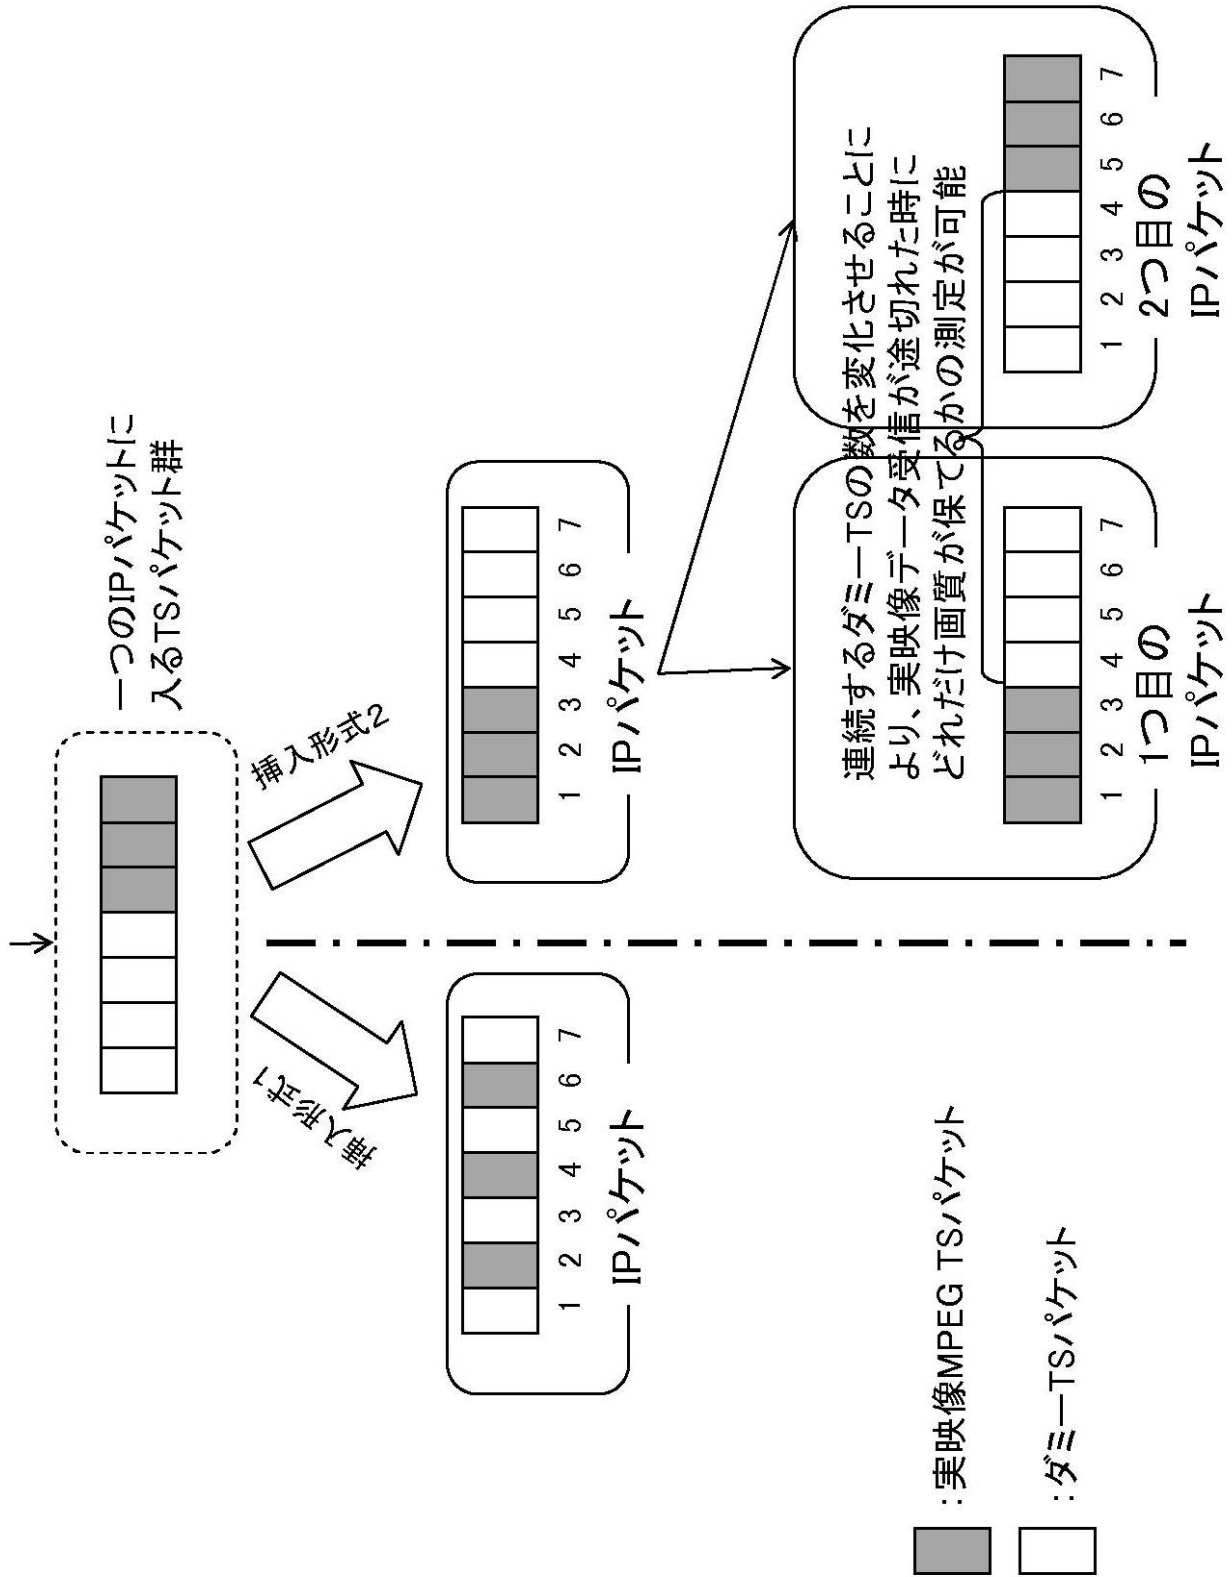 一つのIPパケットに
入るTSパケット群
挿入形式1
挿入形式2
1 2 3 4 5 6 7
IPパケット
1 2 3 4 5 6 7
IPパケット
連続するダミーTSの数を変化させることに
より、実映像データ受信が途切れた時に
どれだけ画質が保てるかの測定が可能
1 2 3 4 5 6 7
1つ目の
IPパケット
1 2 3 4 5 6 7
2つ目の
IPパケット
:実映像MPEG TSパケット
:ダミーTSパケット